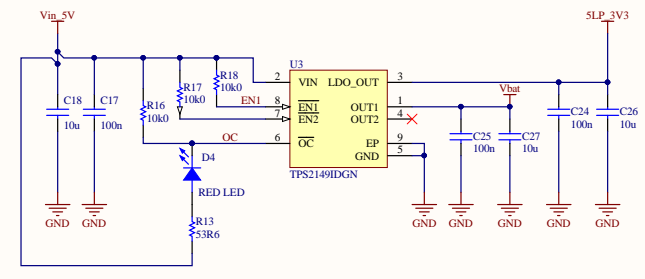 Vin_5V
5LP_3V3
U3
R18
10k0
R17
10k0
R16
10k0
C18
10u
C17
100n
EN1
OC
2
8
7
6
VIN
EN1
EN2
OC
LDO_OUT
OUT1
OUT2
EP
GND
3
1
4
9
5
TPS2149IDGN
Vbat
C25
100n
C27
10u
C24
100n
C26
10u
D4
RED LED
R13
53R6
GND
GND
GND
GND
GND
GND
GND